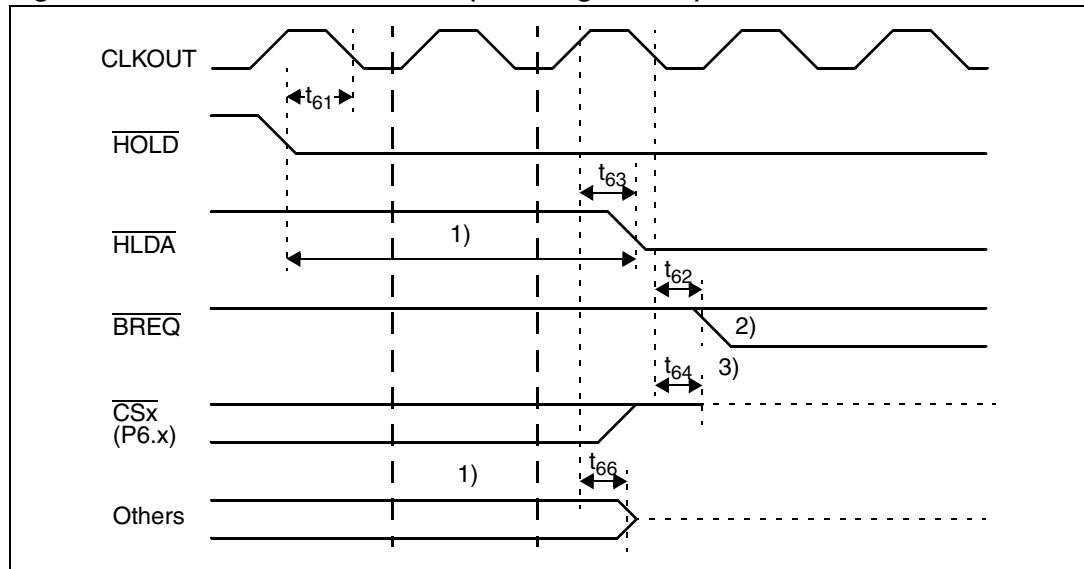 CLKOUT
t61
HOLD
t63
HLDA
1)
t62
BREQ
2)
t64
3)
CSx
(P6.x)
1)
t66
Others